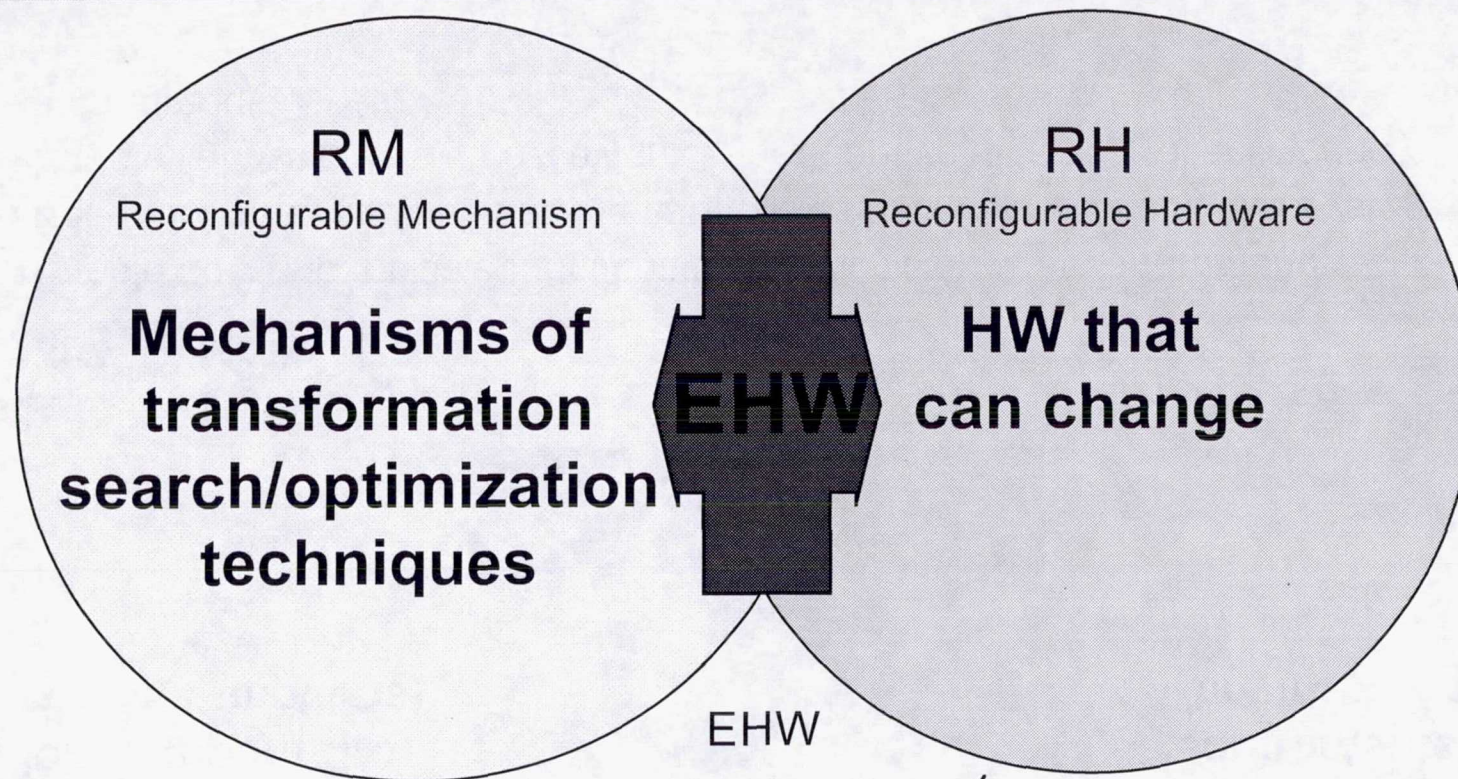 RM
Reconfigurable Mechanism
Mechanisms of
transformation
search/optimization
techniques
EHW
RH
Reconfigurable Hardware
HW that
can change
EHW